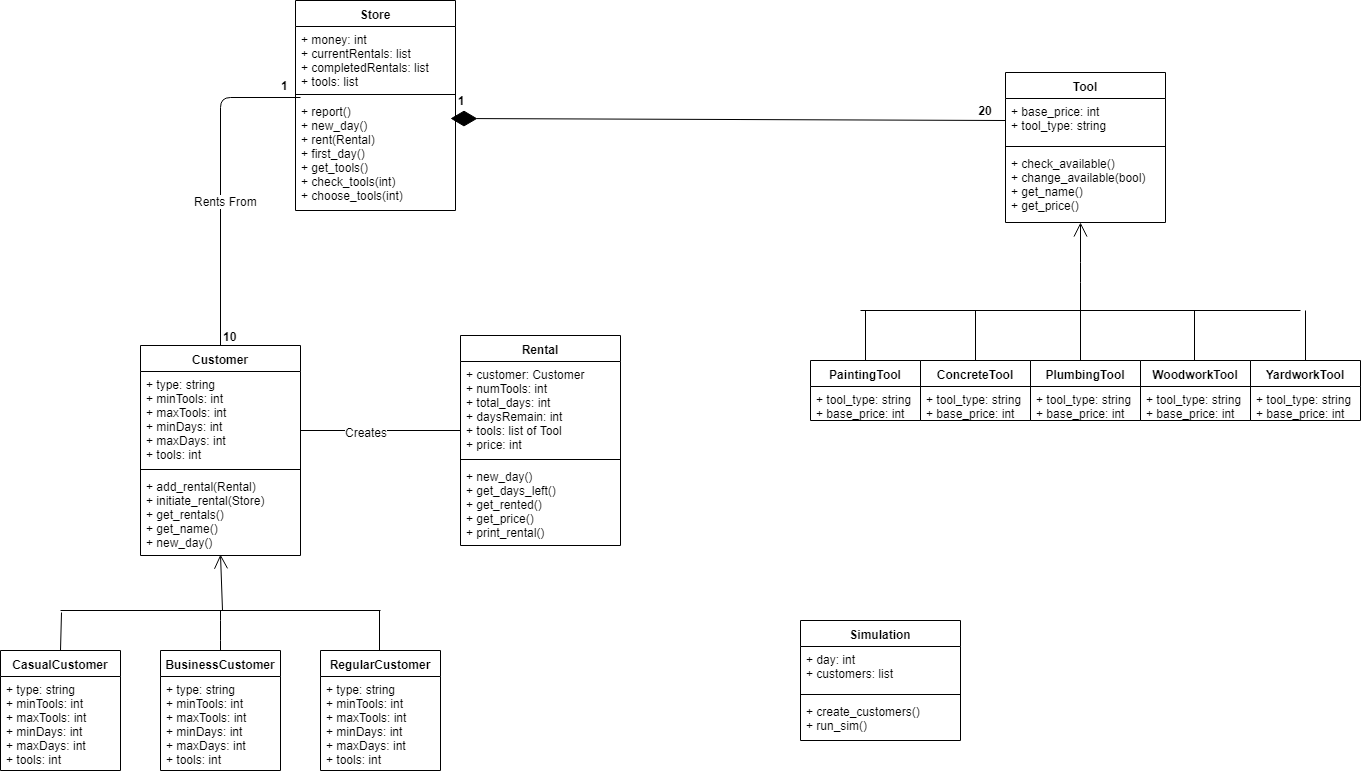 Store
+ money: int
+ currentRentals: list
+ completedRentals: list
+ tools: list
+ report()
+ new_day()
+ rent(Rental)
+ first_day()
+ get_tools()
+ check_tools(int)
+ choose_tools(int)
1
1
20
Tool
+ base_price: int
+ tool_type: string
+ check_available()
+ change_available(bool)
+ get_name()
+ get_price()
Rents From
10
Customer
+ type: string
+ minTools: int
+ maxTools: int
+ minDays: int
+ maxDays: int
+ tools: int
+ add_rental(Rental)
+ initiate_rental(Store)
+ get_rentals()
+ get_name()
+ new_day()
Creates
Rental
+ customer: Customer
+ numTools: int
+ total_days: int
+ daysRemain: int
+ tools: list of Tool
+ price: int
+ new_day()
+ get_days_left()
+ get_rented()
+ get_price()
+ print_rental()
PaintingTool
+ tool_type: string
+ base_price: int
ConcreteTool
+ tool_type: string
+ base_price: int
PlumbingTool
+ tool_type: string
+ base_price: int
WoodworkTool
+ tool_type: string
+ base_price: int
YardworkTool
+ tool_type: string
+ base_price: int
CasualCustomer
+ type: string
+ minTools: int
+ maxTools: int
+ minDays: int
+ maxDays: int
+ tools: int
BusinessCustomer
+ type: string
+ minTools: int
+ maxTools: int
+ minDays: int
+ maxDays: int
+ tools: int
RegularCustomer
+ type: string
+ minTools: int
+ maxTools: int
+ minDays: int
+ maxDays: int
+ tools: int
Simulation
+ day: int
+ customers: list
+ create_customers()
+ run_sim()